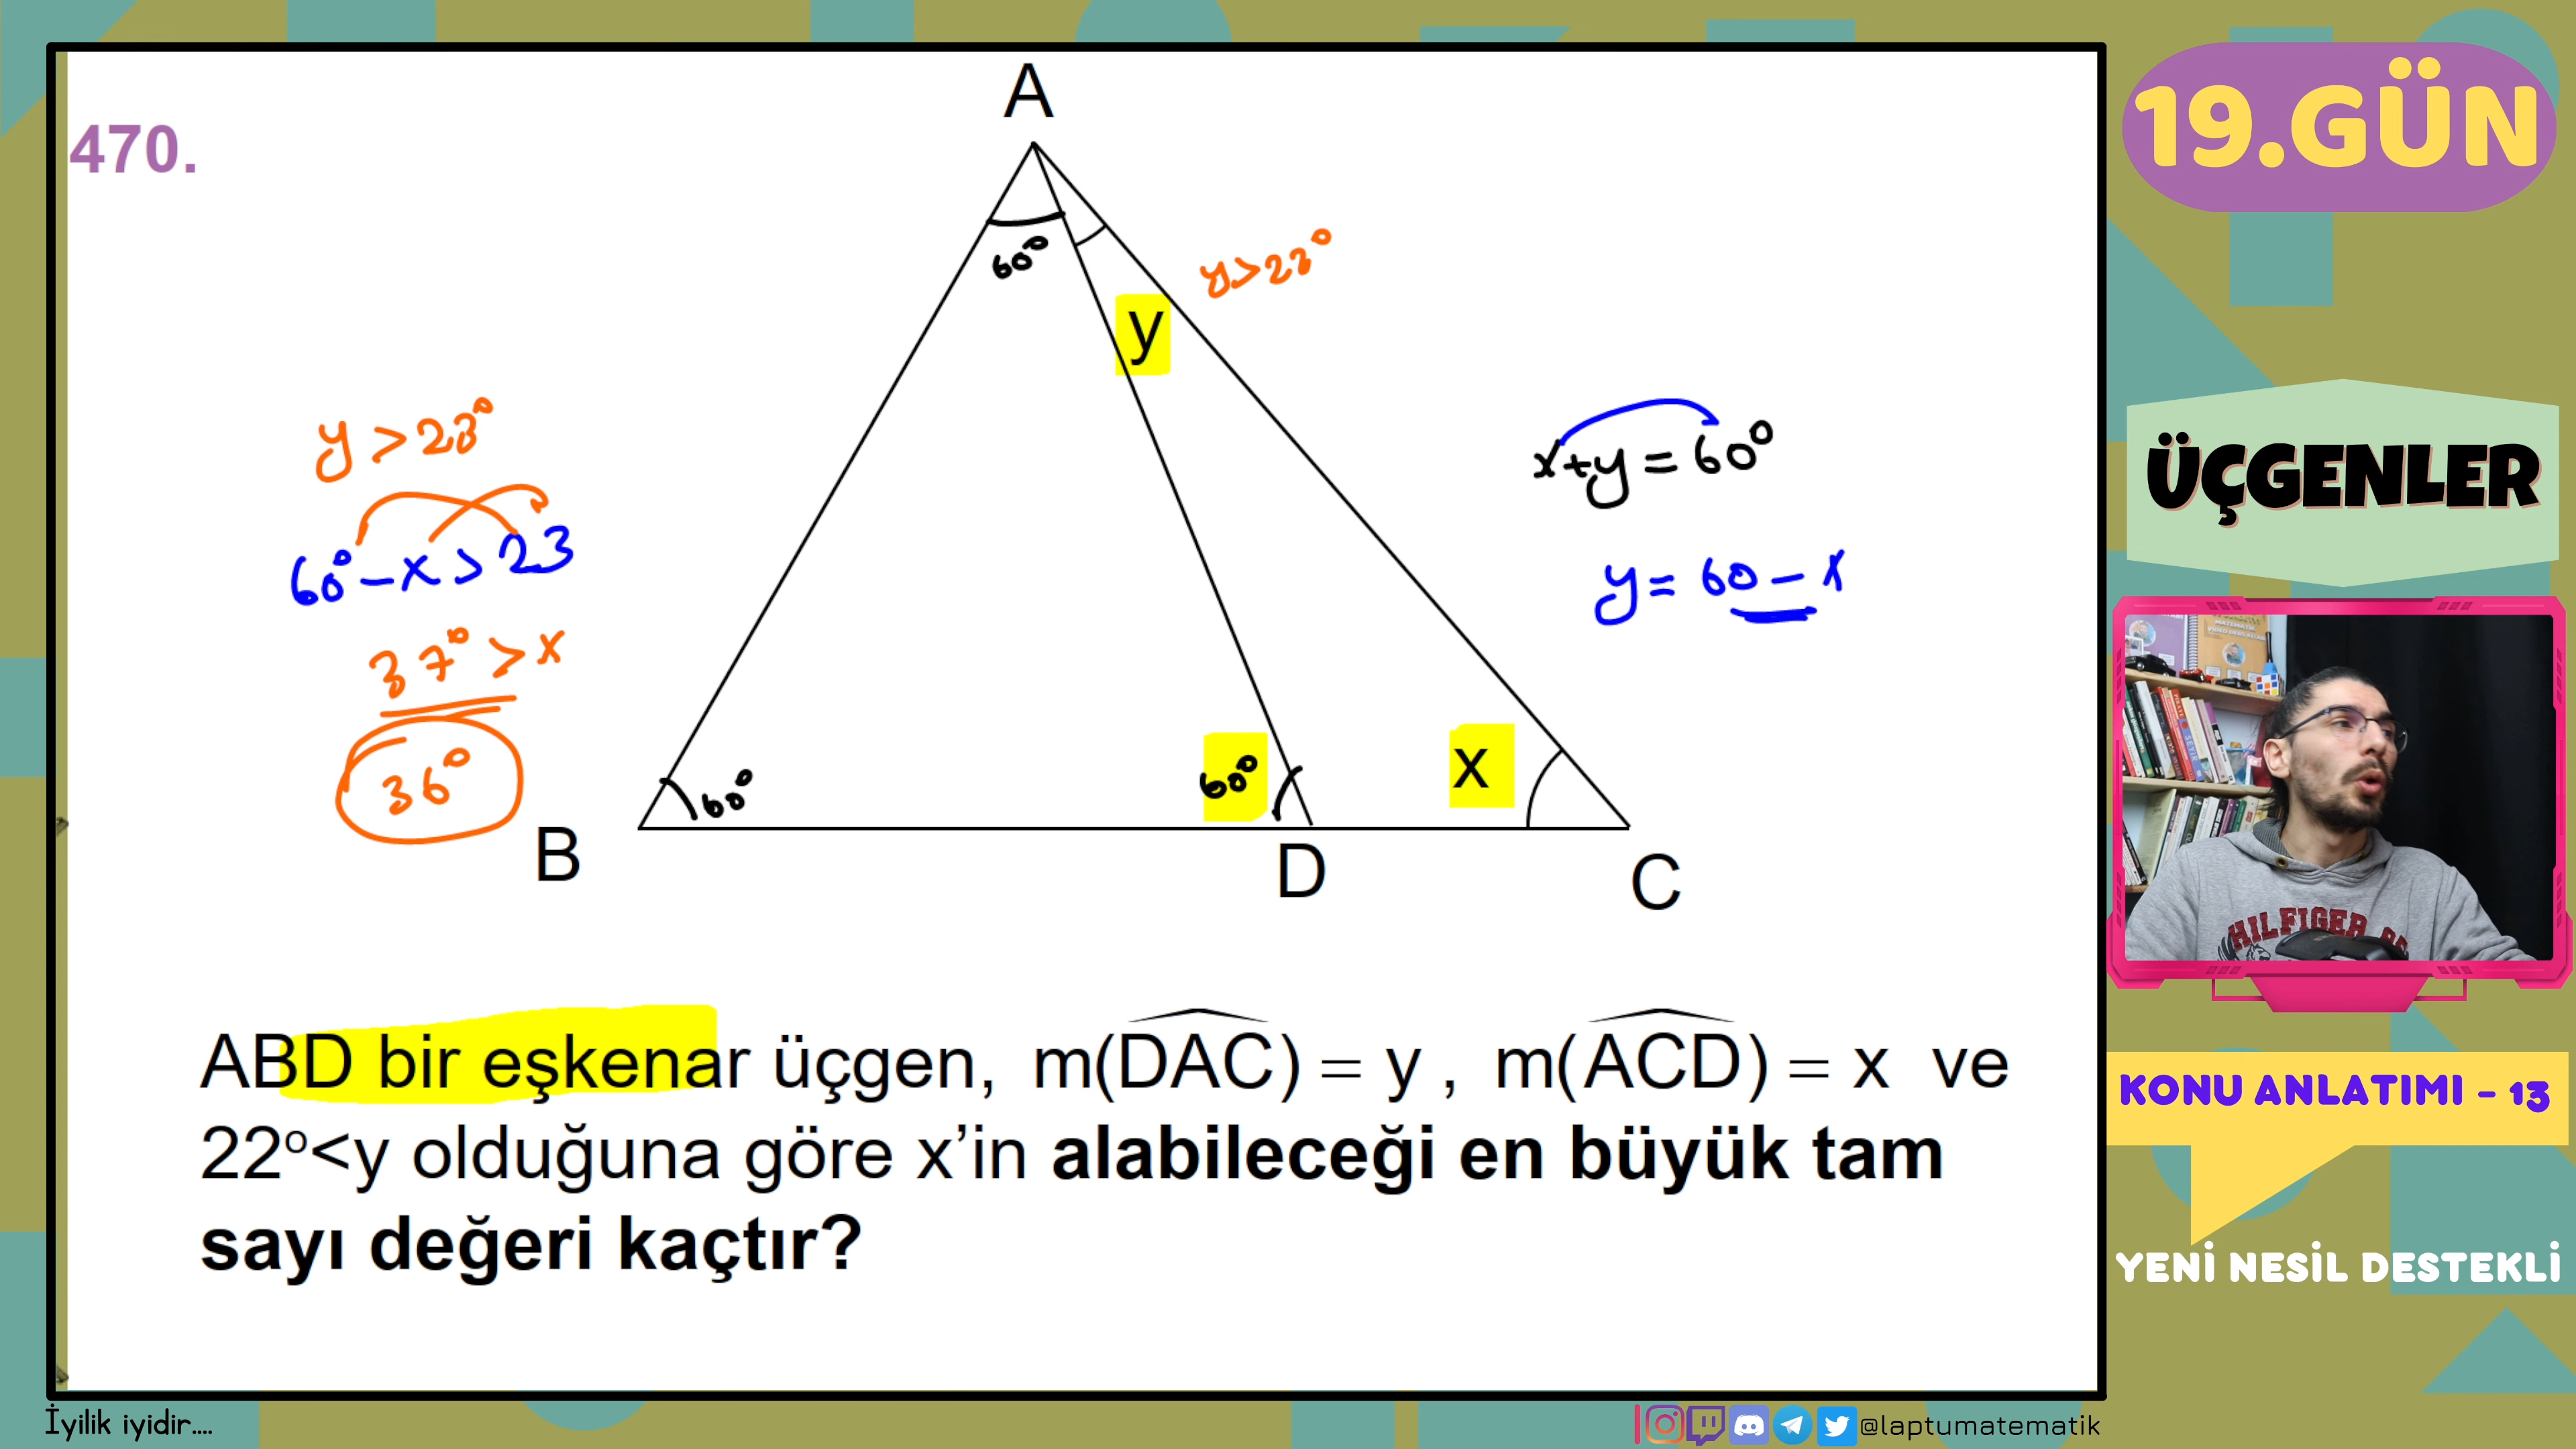 19.GÜN
470.
A
60°
y>23°
y
y>23°
x+y=60°
60°-x>23
y=60-x
37°>x
x
60°
36°
60°
B
D
C
ÜÇGENLER
HILFIGER
ABD bir eşkenar üçgen, m(DAC) = y , m(ACD) = x ve
22°<y olduğuna göre x'in alabileceği en büyük tam
sayı değeri kaçtır?
KONU ANLATIMI - 13
YENİ NESİL DESTEKLİ
İyilik iyidir....
@laptumatematik